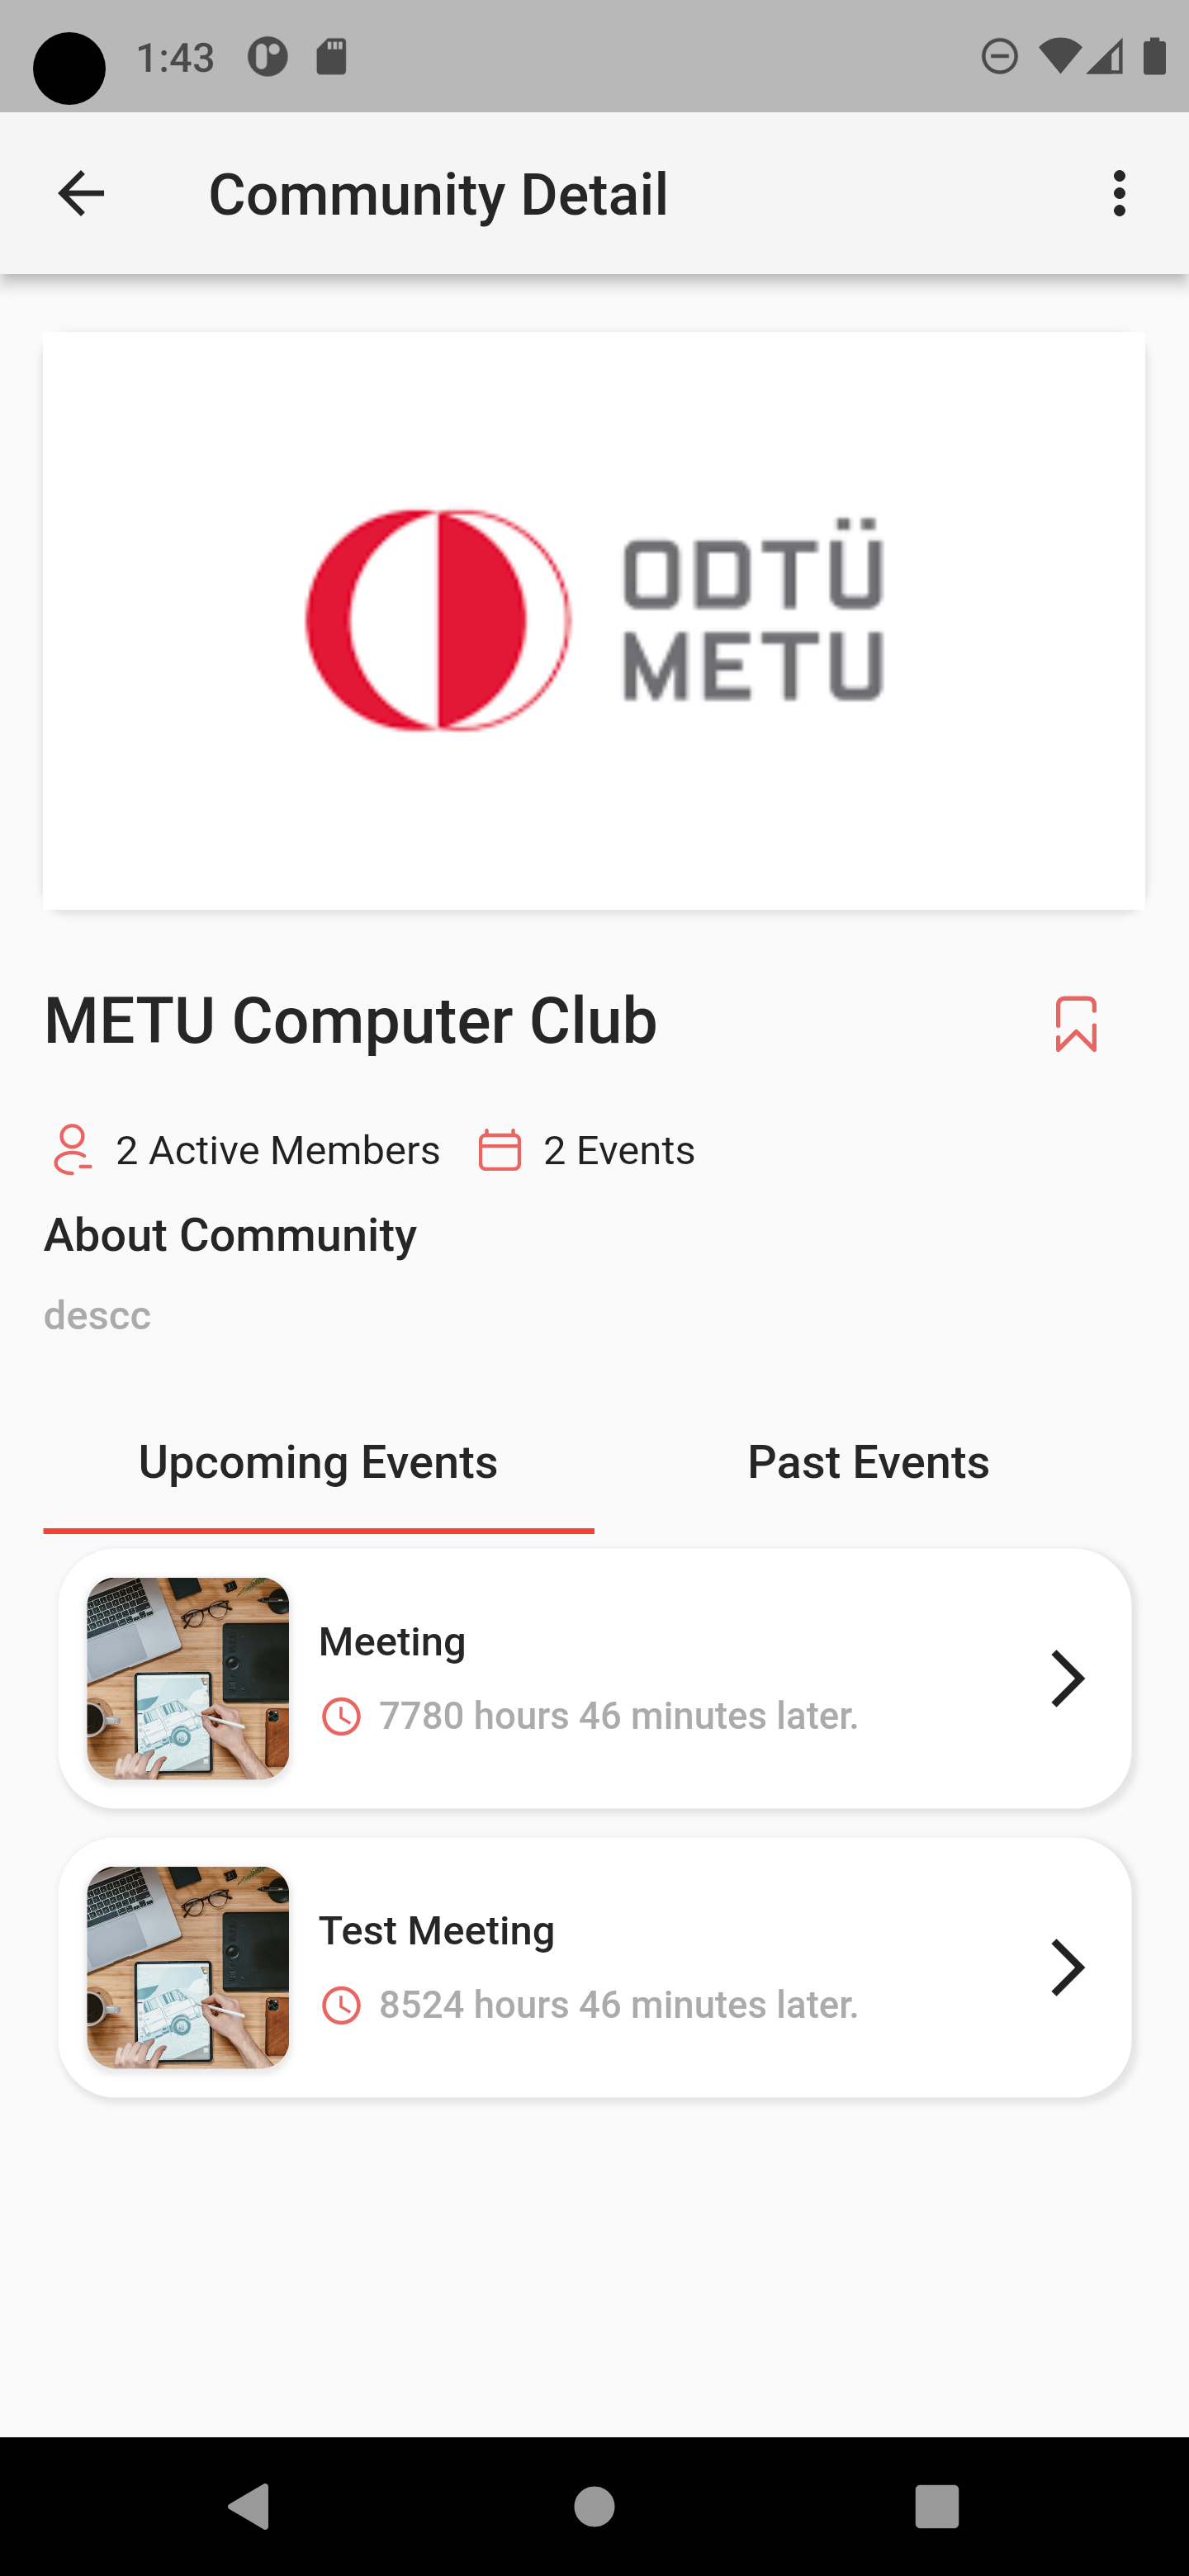 1:43
Community Detail
ODTÜ
METU
METU Computer Club
2 Active Members 2 Events
About Community
descc
Upcoming Events Past Events
Meeting
7780 hours 46 minutes later.
Test Meeting
8524 hours 46 minutes later.